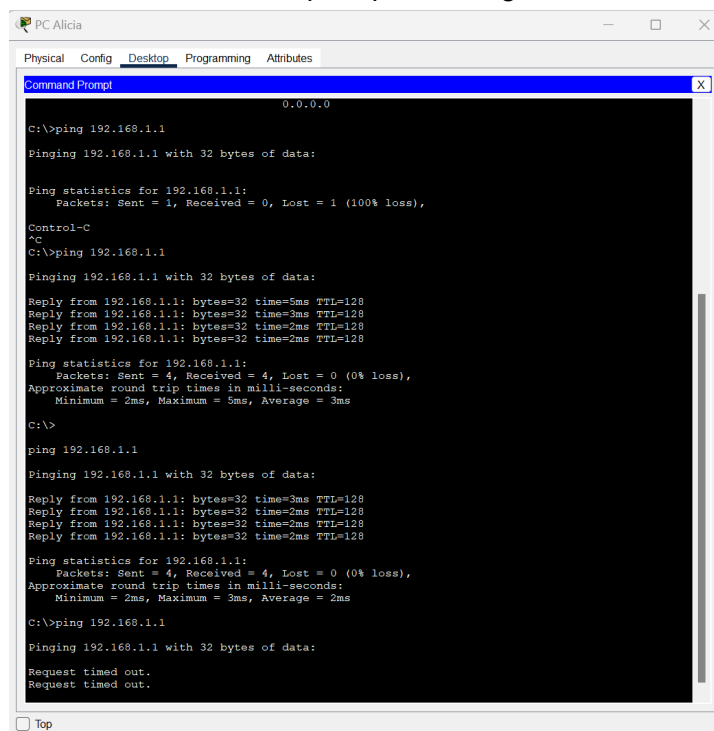 PC Alicia
Physical Config Desktop Programming Attributes
Command Prompt X
0.0.0.0
C:\>ping 192.168.1.1
Pinging 192.168.1.1 with 32 bytes of data:
Ping statistics for 192.168.1.1:
Packets: Sent = 1, Received = 0, Lost = 1 (100% loss),
Control-C
^C
C:\>ping 192.168.1.1
Pinging 192.168.1.1 with 32 bytes of data:
Reply from 192.168.1.1: bytes=32 time=5ms TTL=128
Reply from 192.168.1.1: bytes=32 time=3ms TTL=128
Reply from 192.168.1.1: bytes=32 time=2ms TTL=128
Reply from 192.168.1.1: bytes=32 time=2ms TTL=128
Ping statistics for 192.168.1.1:
Packets: Sent = 4, Received = 4, Lost = 0 (0% loss),
Approximate round trip times in milli-seconds:
Minimum = 2ms, Maximum = 5ms, Average = 3ms
C:\>
ping 192.168.1.1
Pinging 192.168.1.1 with 32 bytes of data:
Reply from 192.168.1.1: bytes=32 time=3ms TTL=128
Reply from 192.168.1.1: bytes=32 time=2ms TTL=128
Reply from 192.168.1.1: bytes=32 time=2ms TTL=128
Reply from 192.168.1.1: bytes=32 time=2ms TTL=128
Ping statistics for 192.168.1.1:
Packets: Sent = 4, Received = 4, Lost = 0 (0% loss),
Approximate round trip times in milli-seconds:
Minimum = 2ms, Maximum = 3ms, Average = 2ms
C:\>ping 192.168.1.1
Pinging 192.168.1.1 with 32 bytes of data:
Request timed out.
Request timed out.
Top